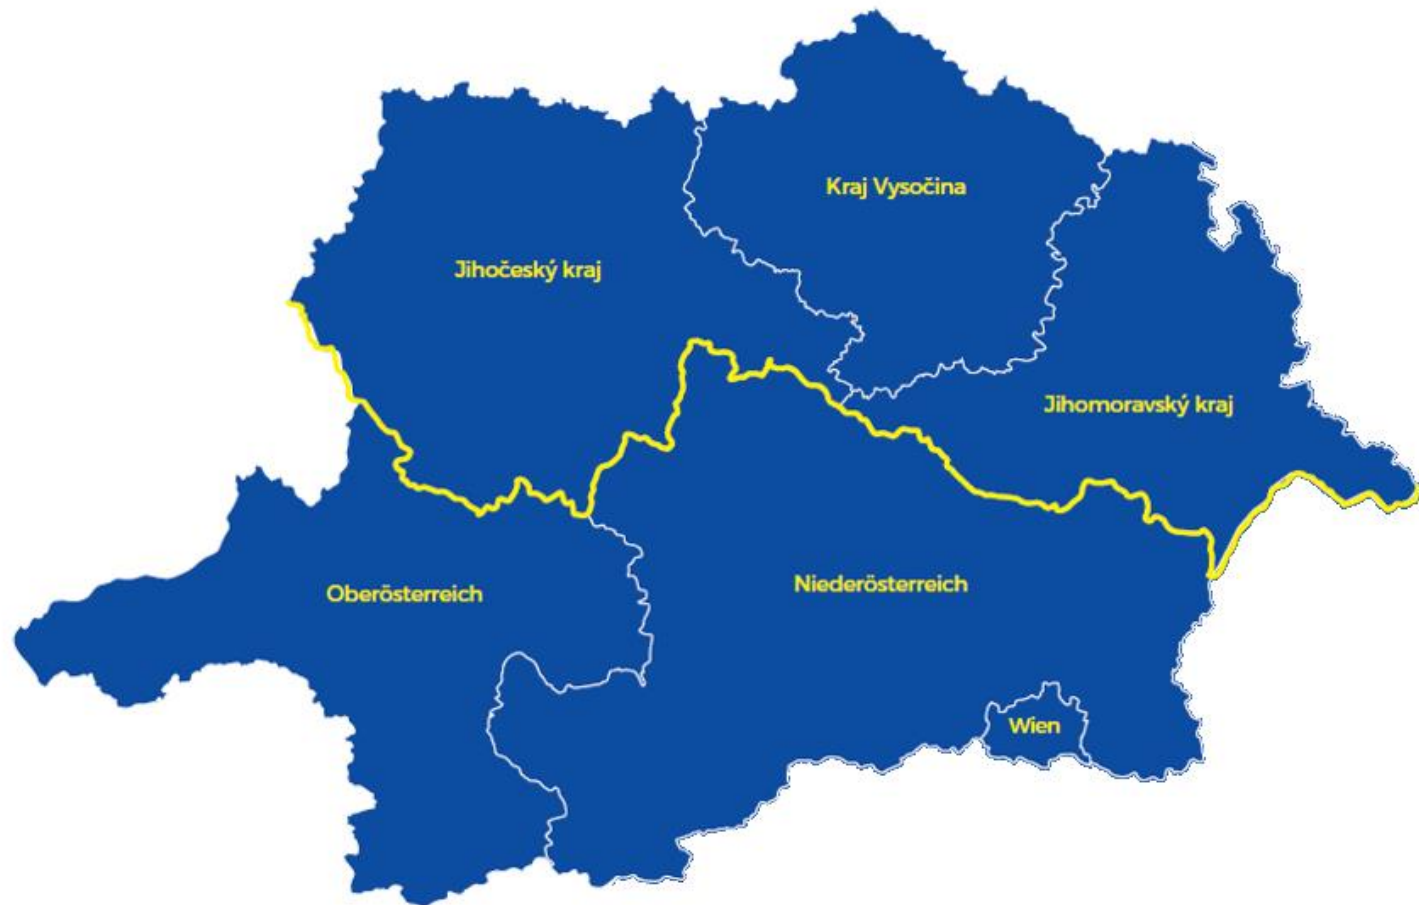 Kraj Vysočina
Jihočeský kraj
Jihomoravský kraj
Oberösterreich
Niederösterreich
Wien